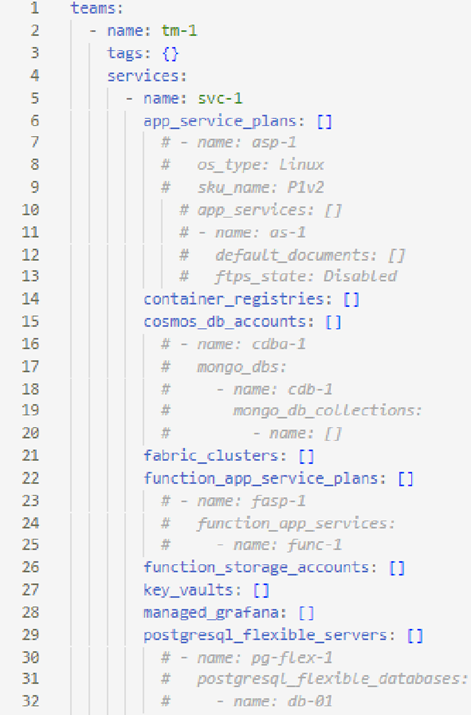 1 teams:
2 - name: tm-1
3 tags: {}
4 services:
5 - name: svc-1
6 app_service_plans: []
7 # - name: asp-1
8 #   os_type: Linux
9 #   sku_name: P1v2
10 # app_services: []
11 # - name: as-1
12 #   default_documents: []
13 #   ftps_state: Disabled
14 container_registries: []
15 cosmos_db_accounts: []
16 # - name: cdba-1
17 #   mongo_dbs:
18 #     - name: cdb-1
19 #       mongo_db_collections:
20 #         - name: []
21 fabric_clusters: []
22 function_app_service_plans: []
23 # - name: fasp-1
24 #   function_app_services:
25 #     - name: func-1
26 function_storage_accounts: []
27 key_vaults: []
28 managed_grafana: []
29 postgresql_flexible_servers: []
30 # - name: pg-flex-1
31 #   postgresql_flexible_databases:
32 #     - name: db-01